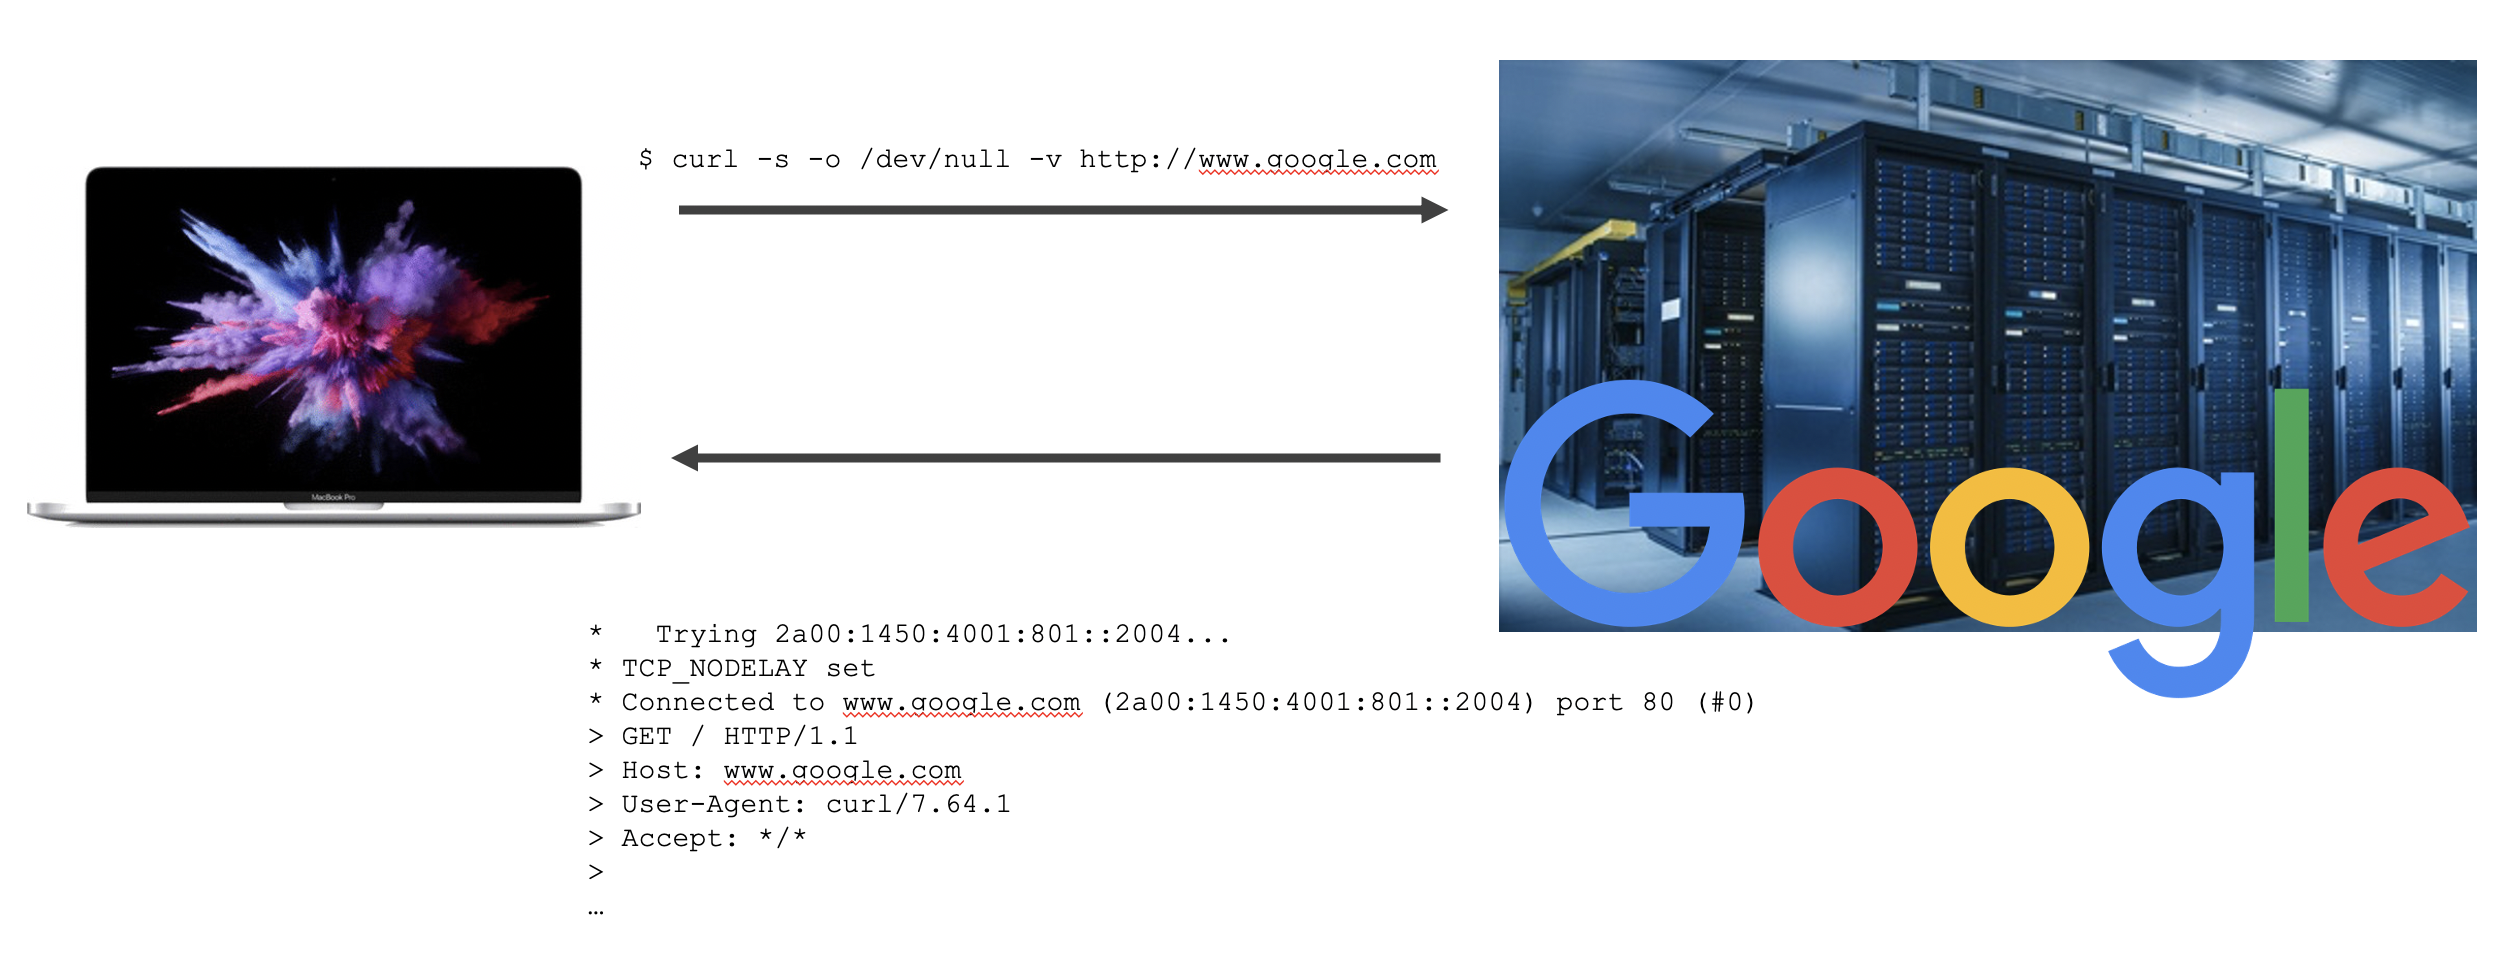 $ curl -s -o /dev/null -v http://www.google.com
MacBook Pro
Google
*   Trying 2a00:1450:4001:801::2004...
* TCP_NODELAY set
* Connected to www.google.com (2a00:1450:4001:801::2004) port 80 (#0)
> GET / HTTP/1.1
> Host: www.google.com
> User-Agent: curl/7.64.1
> Accept: */*
>
…